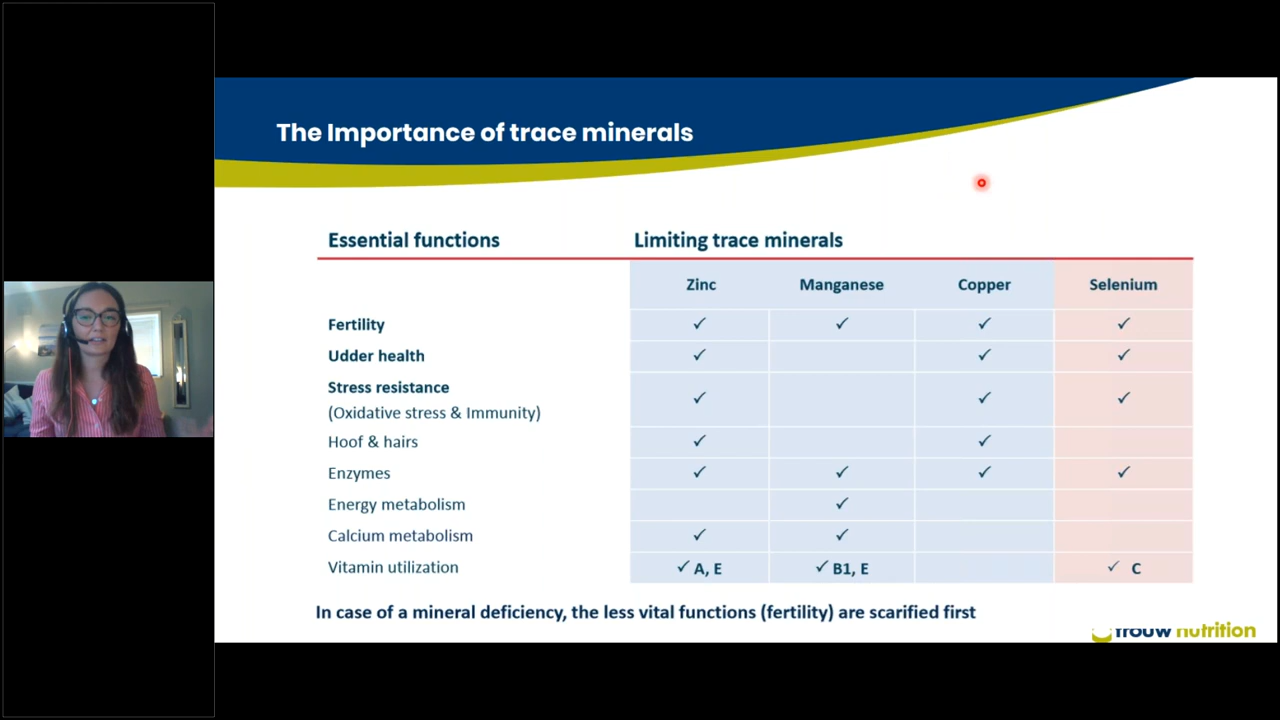 The Importance of trace minerals
Essential functions Limiting trace minerals
Zinc Manganese Copper Selenium
Fertility ✓ ✓ ✓ ✓
Udder health ✓ ✓ ✓
Stress resistance
(Oxidative stress & Immunity) ✓ ✓ ✓
Hoof & hairs ✓ ✓
Enzymes ✓ ✓ ✓ ✓
Energy metabolism ✓
Calcium metabolism ✓ ✓
Vitamin utilization ✓ A, E ✓ B1, E ✓ C
In case of a mineral deficiency, the less vital functions (fertility) are scarified first
trouw nutrition